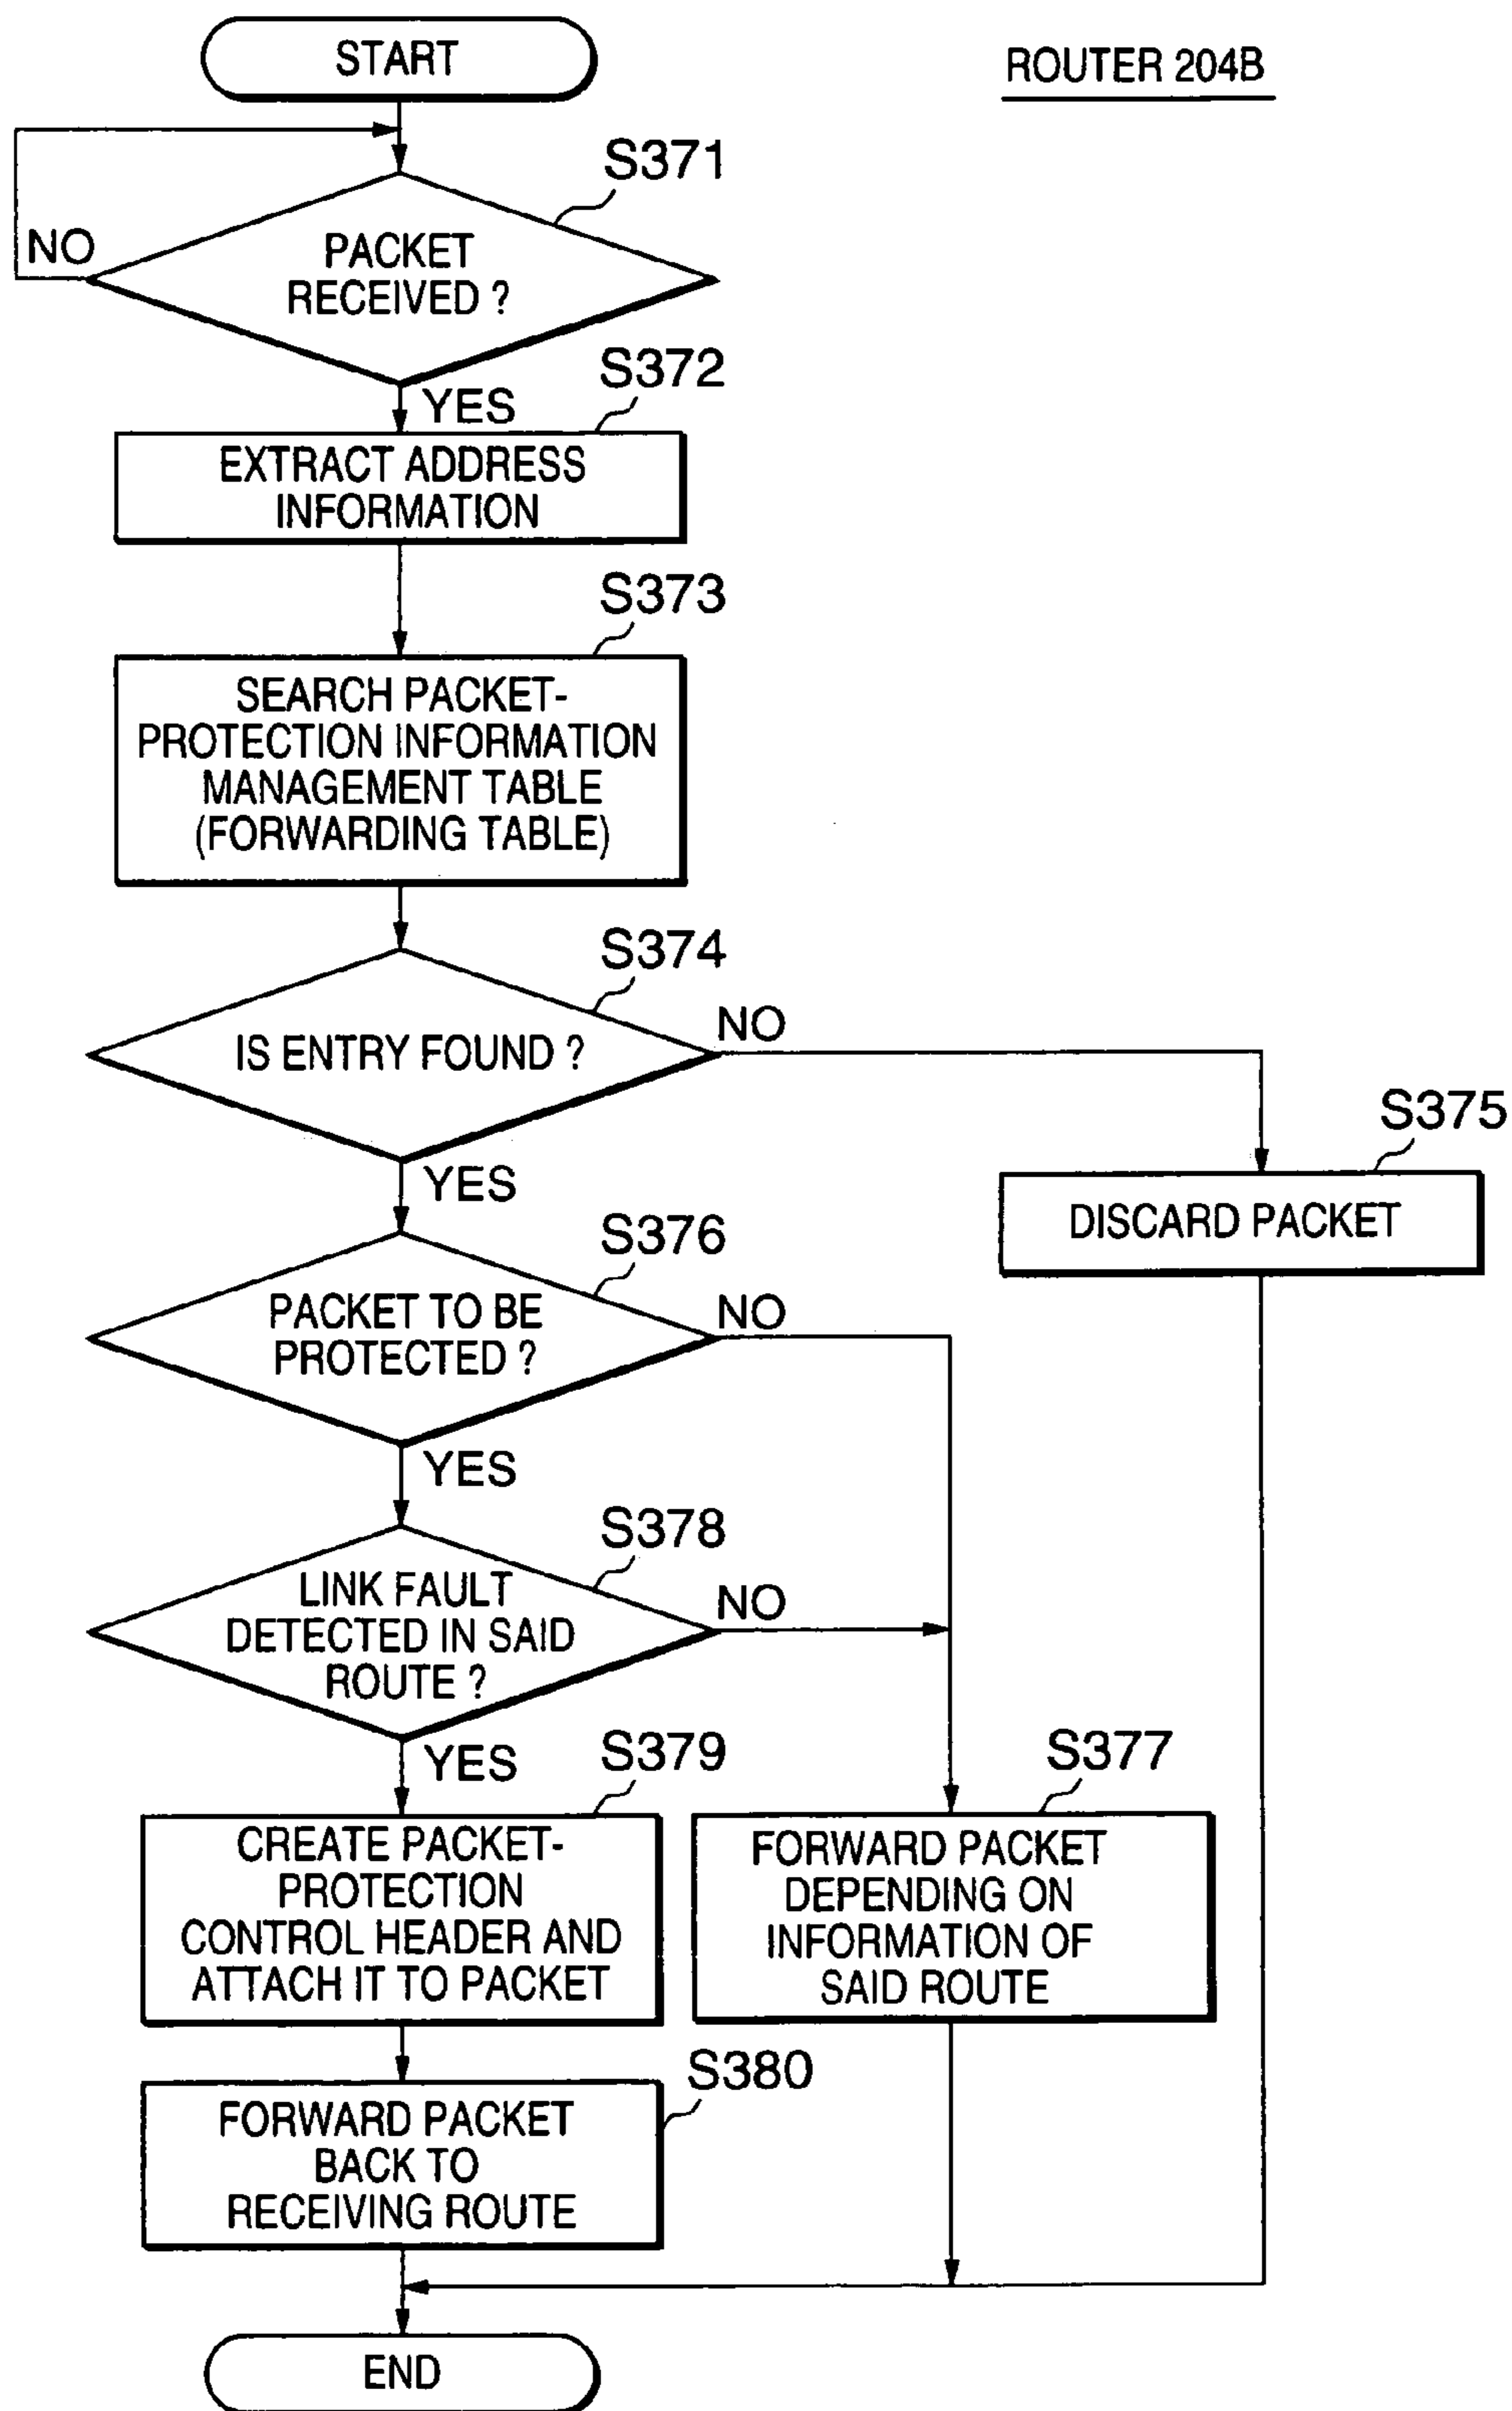 START
ROUTER 204B
S371
NO
PACKET
RECEIVED ?
S372
YES
EXTRACT ADDRESS
INFORMATION
S373
SEARCH PACKET-
PROTECTION INFORMATION
MANAGEMENT TABLE
(FORWARDING TABLE)
S374
NO
IS ENTRY FOUND ?
S375
YES
DISCARD PACKET
S376
PACKET TO BE
PROTECTED ?
NO
YES
S378
LINK FAULT
DETECTED IN SAID
ROUTE ?
NO
YES
S379
S377
CREATE PACKET-
PROTECTION
CONTROL HEADER AND
ATTACH IT TO PACKET
FORWARD PACKET
DEPENDING ON
INFORMATION OF
SAID ROUTE
S380
FORWARD PACKET
BACK TO
RECEIVING ROUTE
END